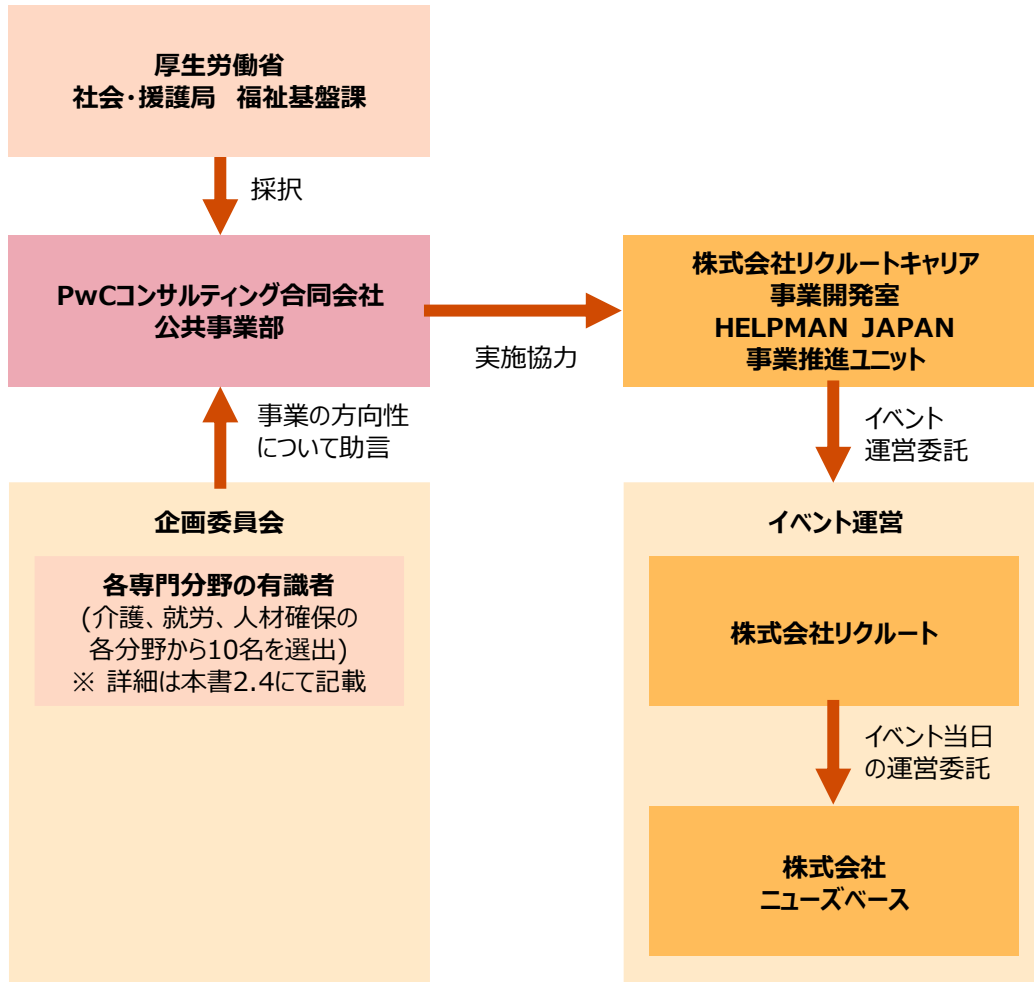 厚生労働省
社会・援護局　福祉基盤課
採択
PwCコンサルティング合同会社
公共事業部
実施協力
株式会社リクルートキャリア
事業開発室
HELPMAN JAPAN
事業推進ユニット
事業の方向性
について助言
イベント
運営委託
企画委員会
各専門分野の有識者
(介護、就労、人材確保の
各分野から10名を選出)
※ 詳細は本書2.4にて記載
イベント運営
株式会社リクルート
イベント当日
の運営委託
株式会社
ニューズベース